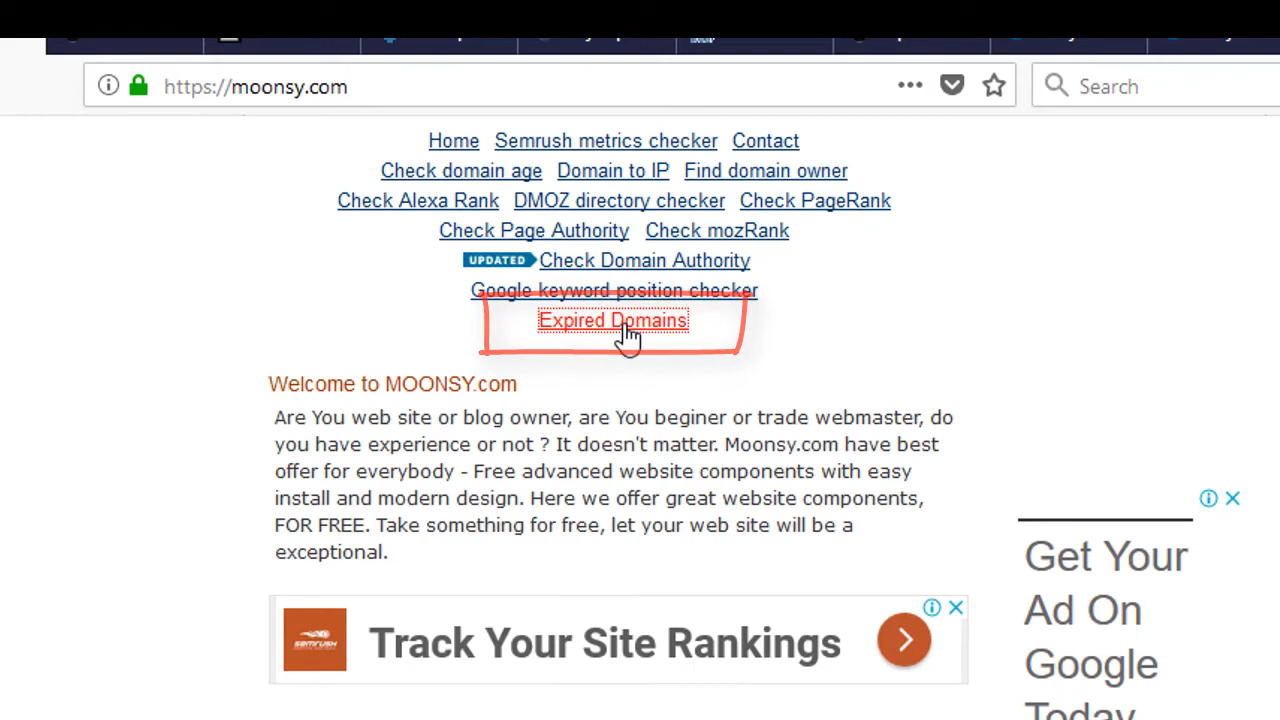 https://moonsy.com
Search
Home Semrush metrics checker Contact
Check domain age Domain to IP Find domain owner
Check Alexa Rank DMOZ directory checker Check PageRank
Check Page Authority Check mozRank
UPDATED Check Domain Authority
Google keyword position checker
Expired Domains
Welcome to MOONSY.com
Are You web site or blog owner, are You beginer or trade webmaster, do
you have experience or not ? It doesn't matter. Moonsy.com have best
offer for everybody - Free advanced website components with easy
install and modern design. Here we offer great website components,
FOR FREE. Take something for free, let your web site will be a
exceptional.
SEMRUSH
Track Your Site Rankings
Get Your
Ad On
Google
Today